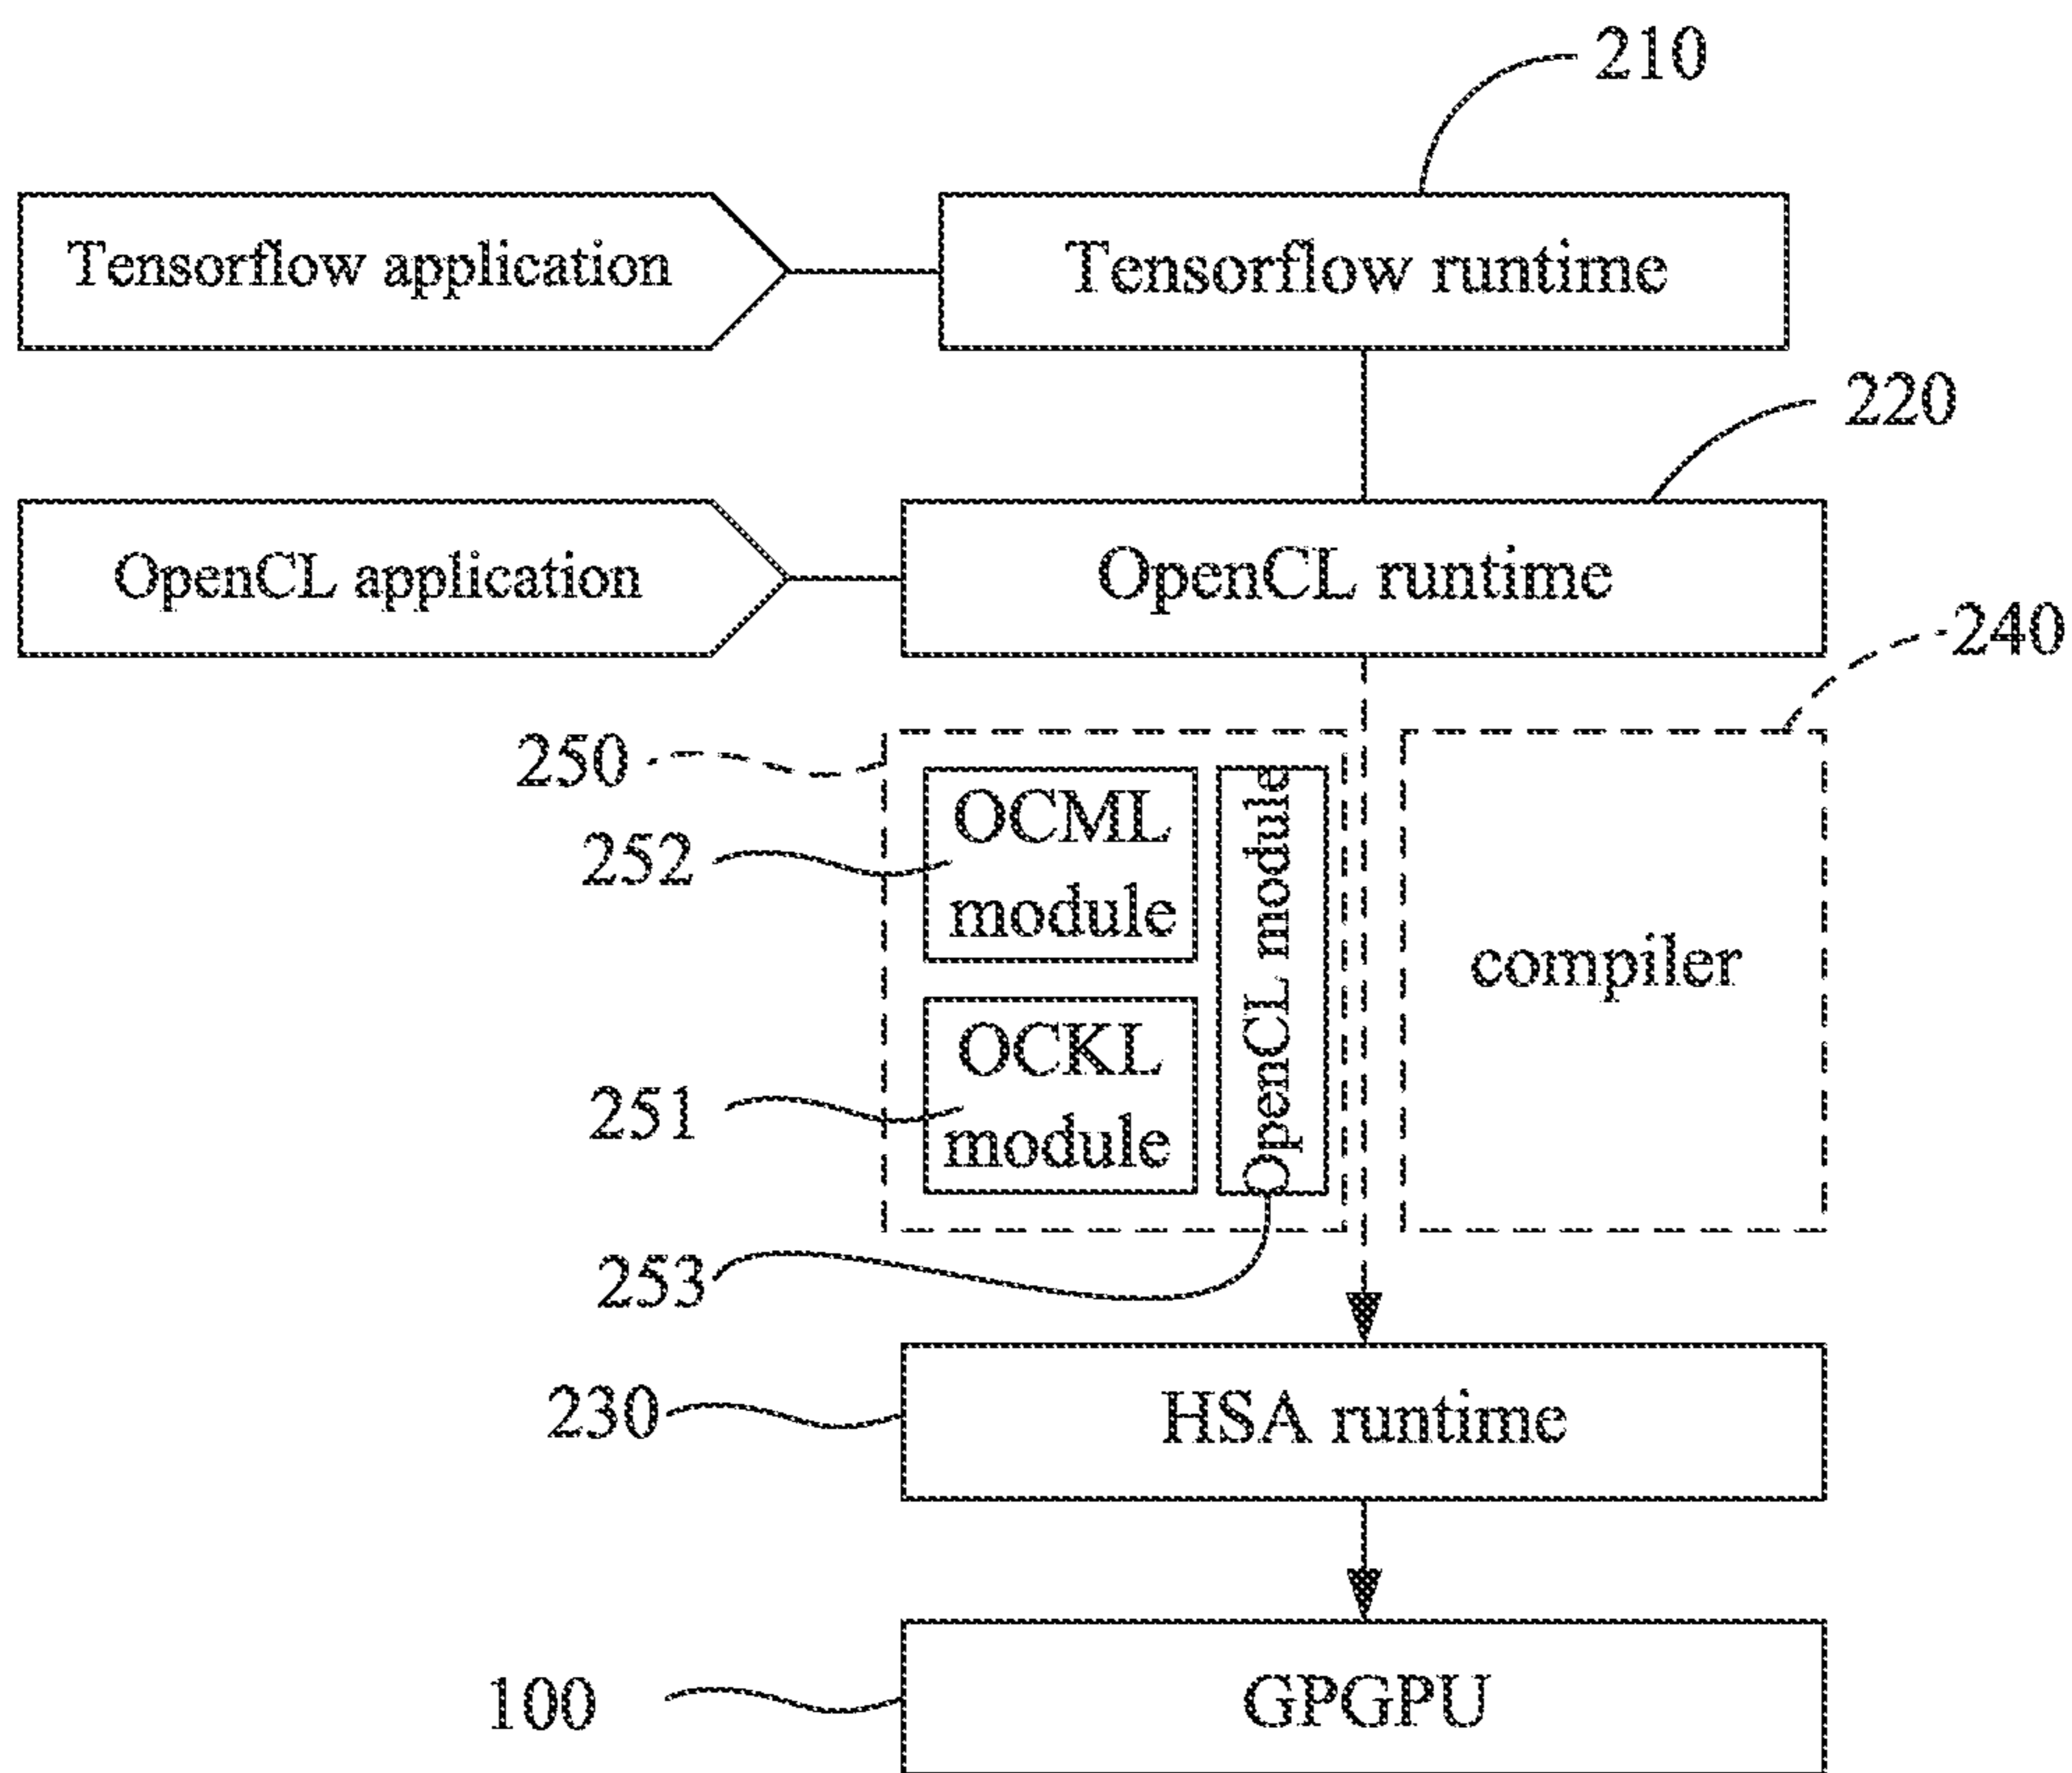 210
Tensorflow application
Tensorflow runtime
220
OpenCL application
OpenCL runtime
240
250
252
OCML
module
OpenCL module
compiler
251
OCKL
module
253
230
HSA runtime
100
GPGPU